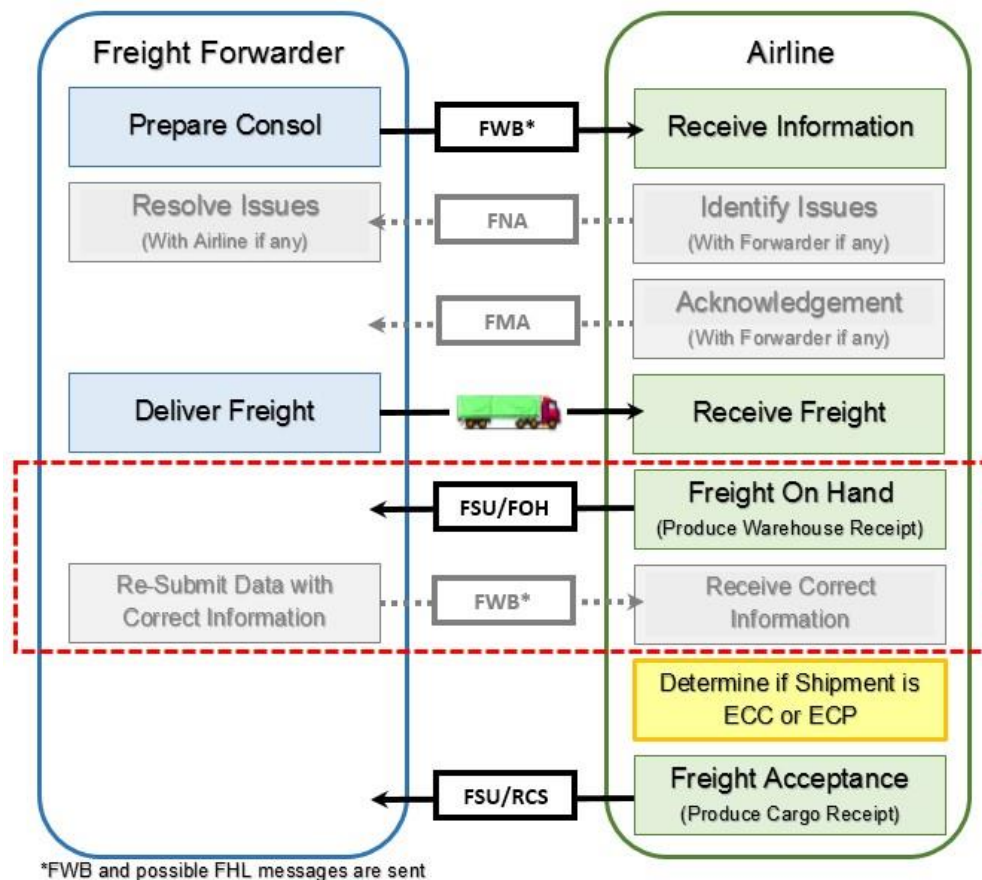 Freight Forwarder
Airline
Prepare Consol
FWB*
Receive Information
Resolve Issues
(With Airline if any)
FNA
Identify Issues
(With Forwarder if any)
FMA
Acknowledgement
(With Forwarder if any)
Deliver Freight
Receive Freight
FSU/FOH
Freight On Hand
(Produce Warehouse Receipt)
Re-Submit Data with
Correct Information
FWB*
Receive Correct
Information
Determine if Shipment is
ECC or ECP
FSU/RCS
Freight Acceptance
(Produce Cargo Receipt)
*FWB and possible FHL messages are sent